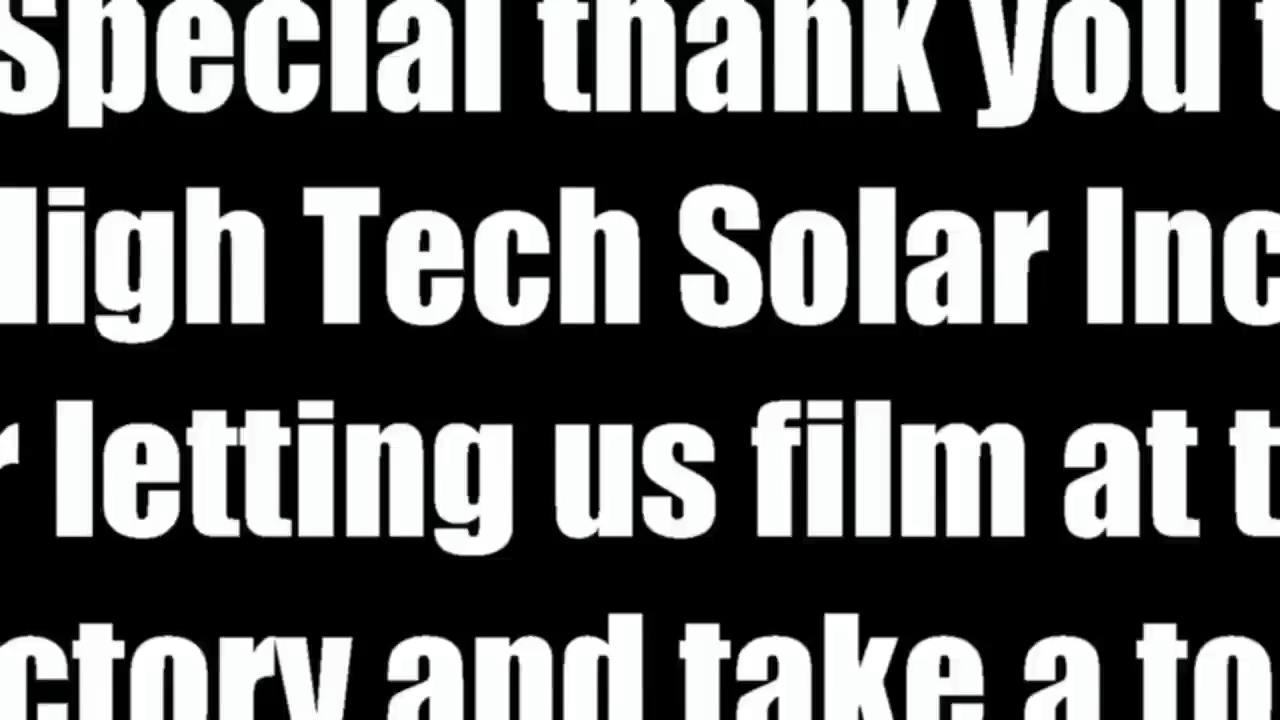 Special thank you t
High Tech Solar Inc
r letting us film at t
ctory and take a to